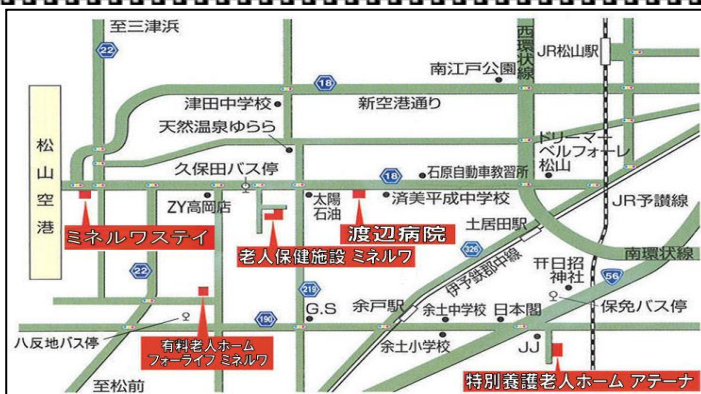 至三津浜
22
西環状線
JR松山駅
南江戸公園
18
津田中学校
新空港通り
天然温泉ゆらら
ドリーマー
ベルフォーレ
松山
松山空港
久保田バス停
18
石原自動車教習所
ZY高岡店
太陽
石油
済美平成中学校
JR予讃線
ミネルワステイ
渡辺病院
土居田駅
老人保健施設 ミネルワ
326
伊予鉄郡中線
南環状線
22
219
日招
神社
56
余戸駅
G.S
余土中学校
日本閣
保免バス停
190
八反地バス停
有料老人ホーム
フォーライフ ミネルワ
余土小学校
JJ
至松前
特別養護老人ホーム アテーナ